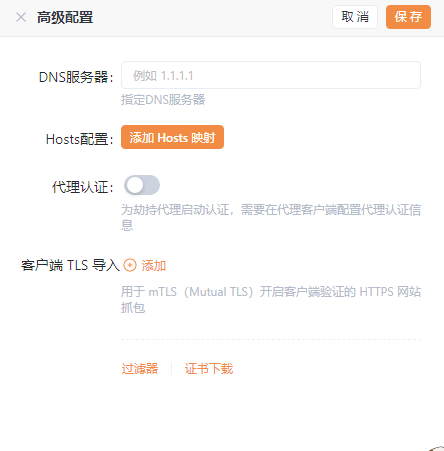 高级配置
取 消
保 存
DNS服务器：
例如 1.1.1.1
指定DNS服务器
Hosts配置：
添加 Hosts 映射
代理认证：
为劫持代理启动认证，需要在代理客户端配置代理认证信
息
客户端 TLS 导入
添加
用于 mTLS（Mutual TLS）开启客户端验证的 HTTPS 网站
抓包
过滤器
证书下载